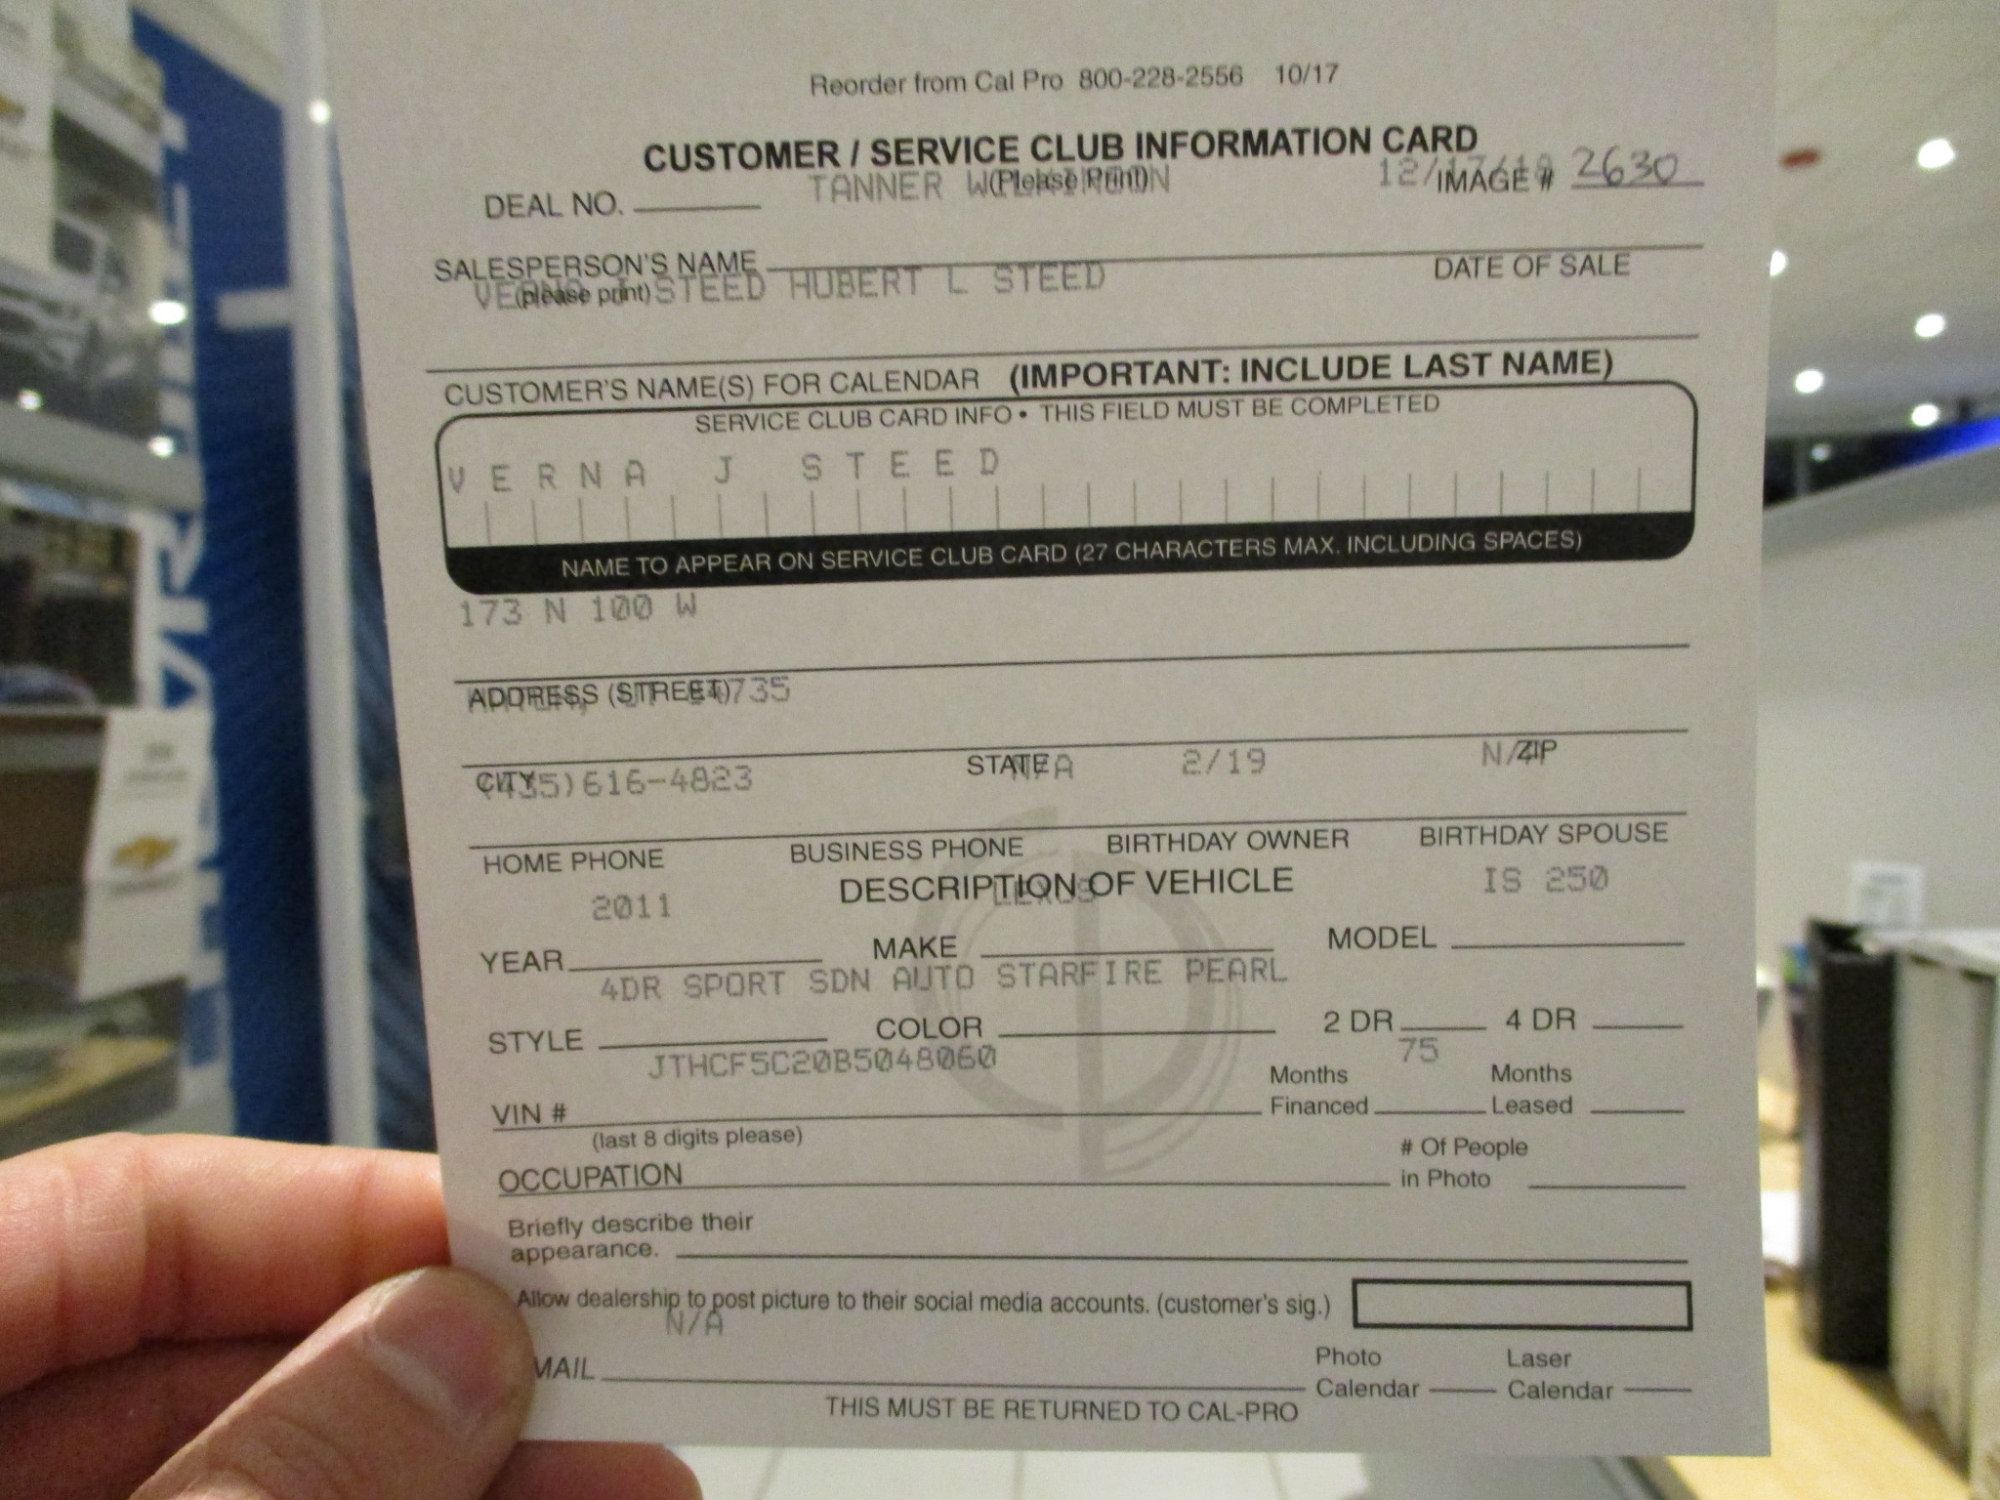 Reorder from Cal Pro 800-228-2556 10/17
CUSTOMER / SERVICE CLUB INFORMATION CARD
(Please Print)
DEAL NO. TANNER IMAGE # 2630
SALESPERSON'S NAME DATE OF SALE
(please print)
VERNA J STEED HUBERT L STEED
CUSTOMER'S NAME(S) FOR CALENDAR (IMPORTANT: INCLUDE LAST NAME)
SERVICE CLUB CARD INFO • THIS FIELD MUST BE COMPLETED
VERNA J STEED
NAME TO APPEAR ON SERVICE CLUB CARD (27 CHARACTERS MAX. INCLUDING SPACES)
173 N 100 W
ADDRESS (STREET)
CITY STATE ZIP
(435)616-4823 N/A 2/19 N/A
HOME PHONE BUSINESS PHONE BIRTHDAY OWNER BIRTHDAY SPOUSE
DESCRIPTION OF VEHICLE
2011 LEXUS IS 250
YEAR MAKE MODEL
4DR SPORT SDN AUTO STARFIRE PEARL
STYLE COLOR 2 DR 4 DR
JTHCF5C20B5048060 75
VIN # Months Financed Months Leased
(last 8 digits please)
OCCUPATION # Of People in Photo
Briefly describe their
appearance.
Allow dealership to post picture to their social media accounts. (customer's sig.)
N/A
MAIL Photo Calendar Laser Calendar
THIS MUST BE RETURNED TO CAL-PRO